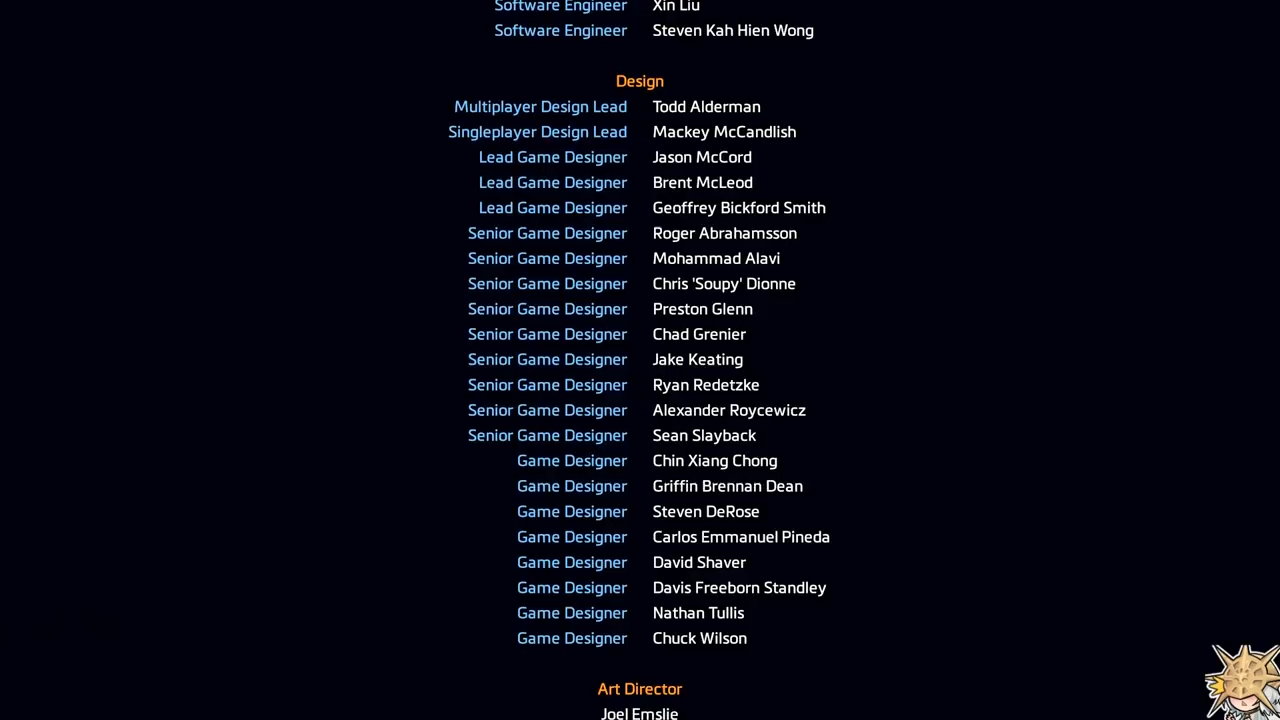 Software Engineer Xin Liu
Software Engineer Steven Kah Hien Wong
Design
Multiplayer Design Lead Todd Alderman
Singleplayer Design Lead Mackey McCandlish
Lead Game Designer Jason McCord
Lead Game Designer Brent McLeod
Lead Game Designer Geoffrey Bickford Smith
Senior Game Designer Roger Abrahamsson
Senior Game Designer Mohammad Alavi
Senior Game Designer Chris 'Soupy' Dionne
Senior Game Designer Preston Glenn
Senior Game Designer Chad Grenier
Senior Game Designer Jake Keating
Senior Game Designer Ryan Redetzke
Senior Game Designer Alexander Roycewicz
Senior Game Designer Sean Slayback
Game Designer Chin Xiang Chong
Game Designer Griffin Brennan Dean
Game Designer Steven DeRose
Game Designer Carlos Emmanuel Pineda
Game Designer David Shaver
Game Designer Davis Freeborn Standley
Game Designer Nathan Tullis
Game Designer Chuck Wilson
Art Director
Joel Emslie